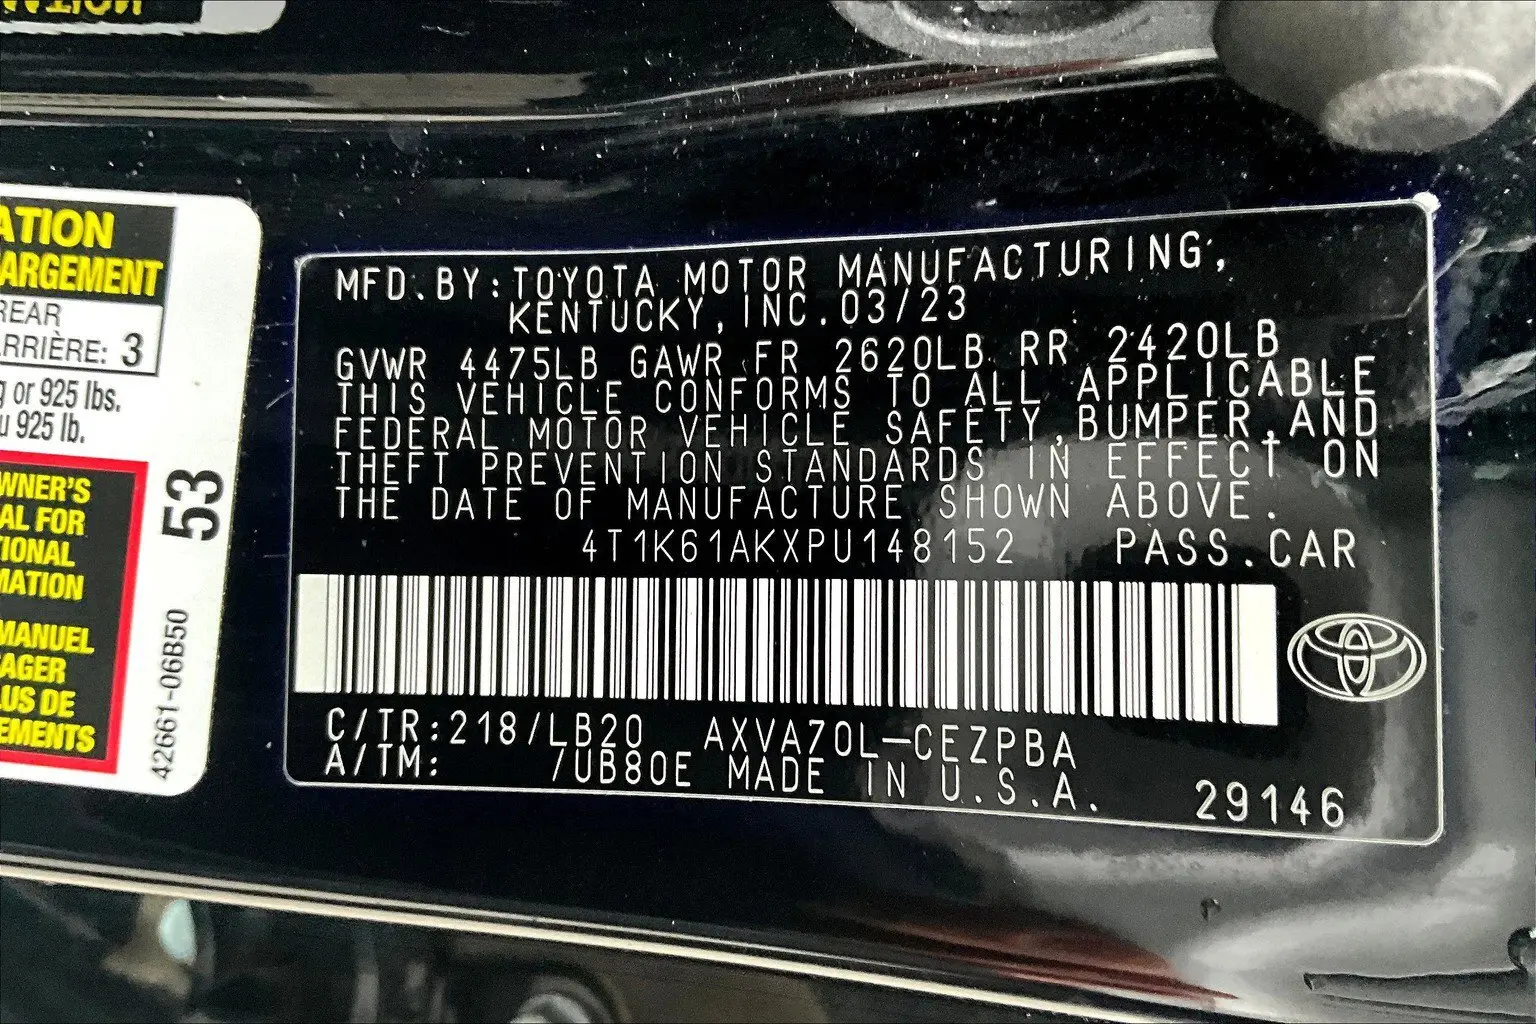 ATION
ARGEMENT
REAR
ARRIÈRE: 3
g or 925 lbs.
u 925 lb.
WNER'S
AL FOR
TIONAL
MATION
MANUEL
AGER
LUS DE
EMENTS
53
42661-06B50
MFD.BY:TOYOTA MOTOR MANUFACTURING,
KENTUCKY,INC.03/23
GVWR 4475LB GAWR FR 2620LB RR 2420LB
THIS VEHICLE CONFORMS TO ALL APPLICABLE
FEDERAL MOTOR VEHICLE SAFETY,BUMPER,AND
THEFT PREVENTION STANDARDS IN EFFECT ON
THE DATE OF MANUFACTURE SHOWN ABOVE.
4T1K61AKXPU148152 PASS.CAR
C/TR:218/LB20 AXVA70L-CEZPBA
A/TM: /UB80E MADE IN U.S.A.
29146